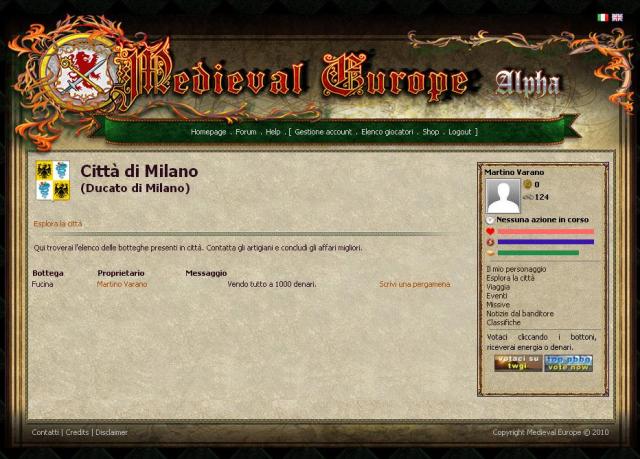 Medieval Europe Alpha
Homepage . Forum . Help . [ Gestione account . Elenco giocatori . Shop . Logout ]
Città di Milano
(Ducato di Milano)
Esplora la città
Qui troverai l'elenco delle botteghe presenti in città. Contatta gli artigiani e concludi gli affari migliori.
Bottega Proprietario Messaggio
Fucina Martino Varano Vendo tutto a 1000 denari. Scrivi una pergamena
Martino Varano
0
124
Nessuna azione in corso
Il mio personaggio
Esplora la città
Viaggia
Eventi
Missive
Notizie dal banditore
Classifiche
Votaci cliccando i bottoni,
riceverai energia o denari.
votaci su
twgi
top pbbg
vote now
Contatti | Credits | Disclaimer
Copyright Medieval Europe © 2010